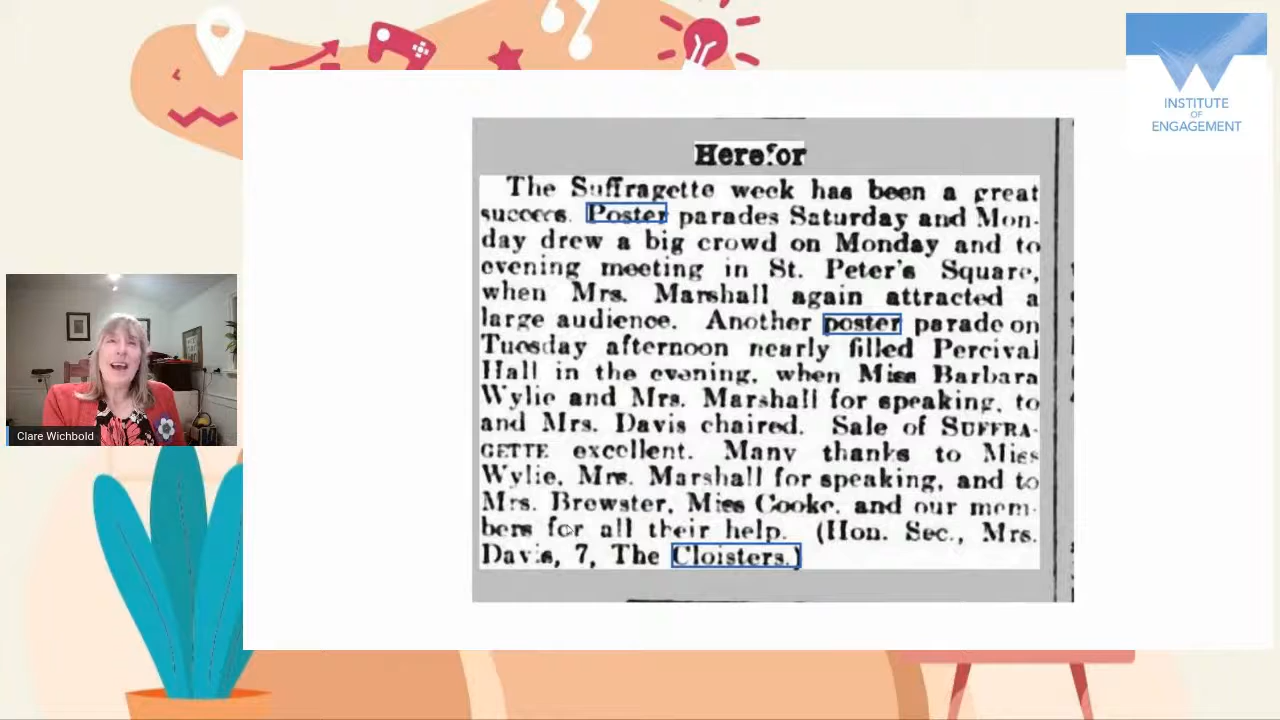 INSTITUTE
OF
ENGAGEMENT
Herefor
The Suffragette week has been a great
success. Poster parades Saturday and Mon-
day drew a big crowd on Monday and to
evening meeting in St. Peter's Square,
when Mrs. Marshall again attracted a
large audience. Another poster parade on
Tuesday afternoon nearly filled Percival
Hall in the evening, when Miss Barbara
Wylie and Mrs. Marshall for speaking, to
and Mrs. Davis chaired. Sale of SUFFRA-
GETTE excellent. Many thanks to Miss
Wylie, Mrs. Marshall for speaking, and to
Mrs. Brewster, Miss Cooke, and our mem-
bers for all their help. (Hon. Sec., Mrs.
Davis, 7, The Cloisters.)
Clare Wichbold